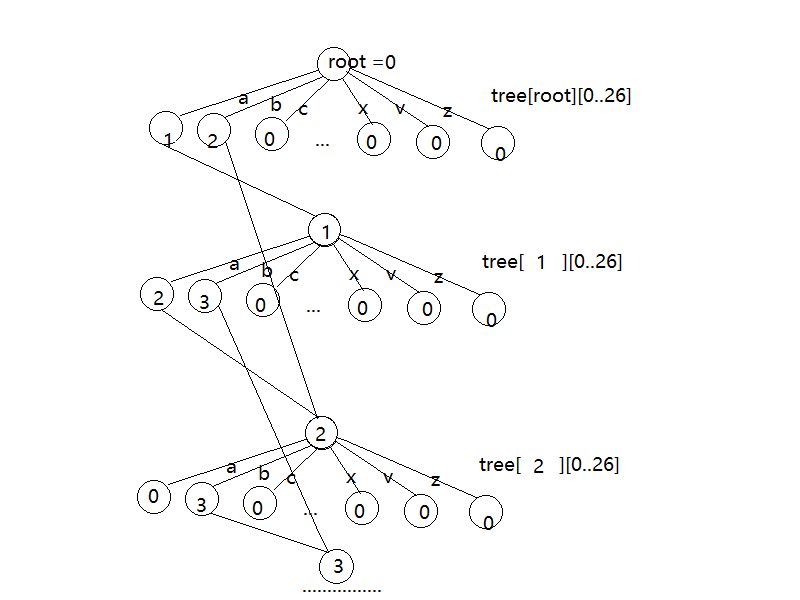 root =0
a b c x v z
tree[root][0..26]
1 2 0 ... 0 0 0
1
a b c x v z
tree[ 1 ][0..26]
2 3 0 ... 0 0 0
2
a b c x v z
tree[ 2 ][0..26]
0 3 0 ... 0 0 0
3
................